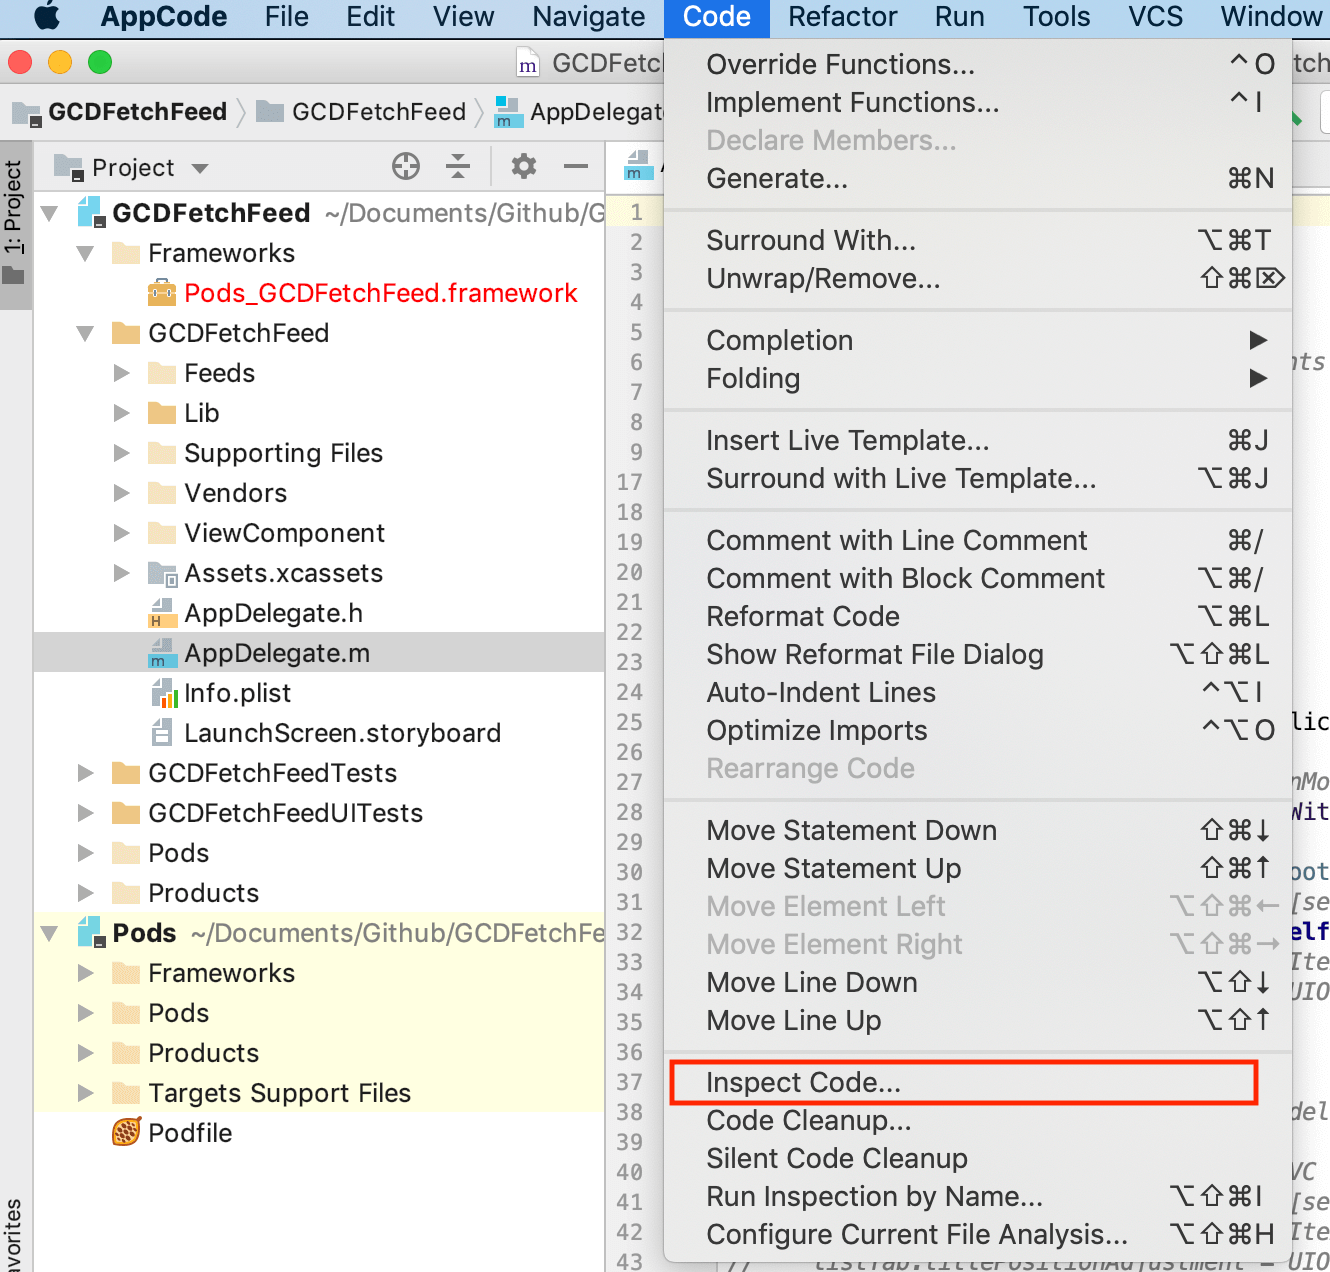 AppCode File Edit View Navigate Code Refactor Run Tools VCS Window
GCDFetc
GCDFetchFeed GCDFetchFeed AppDelegat
1: Project
Project
GCDFetchFeed ~/Documents/Github/G
Frameworks
Pods_GCDFetchFeed.framework
GCDFetchFeed
Feeds
Lib
Supporting Files
Vendors
ViewComponent
Assets.xcassets
AppDelegate.h
AppDelegate.m
Info.plist
LaunchScreen.storyboard
GCDFetchFeedTests
GCDFetchFeedUITests
Pods
Products
Pods ~/Documents/Github/GCDFetchFe
Frameworks
Pods
Products
Targets Support Files
Podfile
avorites
1
2
3
4
5
6
7
8
9
17
18
19
20
21
22
23
24
25
26
27
28
29
30
31
32
33
34
35
36
37
38
39
40
41
42
43
Override Functions... ^O
Implement Functions... ^I
Declare Members...
Generate... ⌘N
Surround With... ⌥⌘T
Unwrap/Remove... ⇧⌘⌦
Completion ▶
Folding ▶
Insert Live Template... ⌘J
Surround with Live Template... ⌥⌘J
Comment with Line Comment ⌘/
Comment with Block Comment ⌥⌘/
Reformat Code ⌥⌘L
Show Reformat File Dialog ⌥⇧⌘L
Auto-Indent Lines ^⌥I
Optimize Imports ^⌥O
Rearrange Code
Move Statement Down ⇧⌘↓
Move Statement Up ⇧⌘↑
Move Element Left ⌥⇧⌘←
Move Element Right ⌥⇧⌘→
Move Line Down ⌥⇧↓
Move Line Up ⌥⇧↑
Inspect Code...
Code Cleanup...
Silent Code Cleanup
Run Inspection by Name... ⌥⇧⌘I
Configure Current File Analysis... ⌥⇧⌘H
tch
nts
lic
nMo
Wit
oot
[se
elf
Ite
UIO
del
VC
[se
Ite
UIO